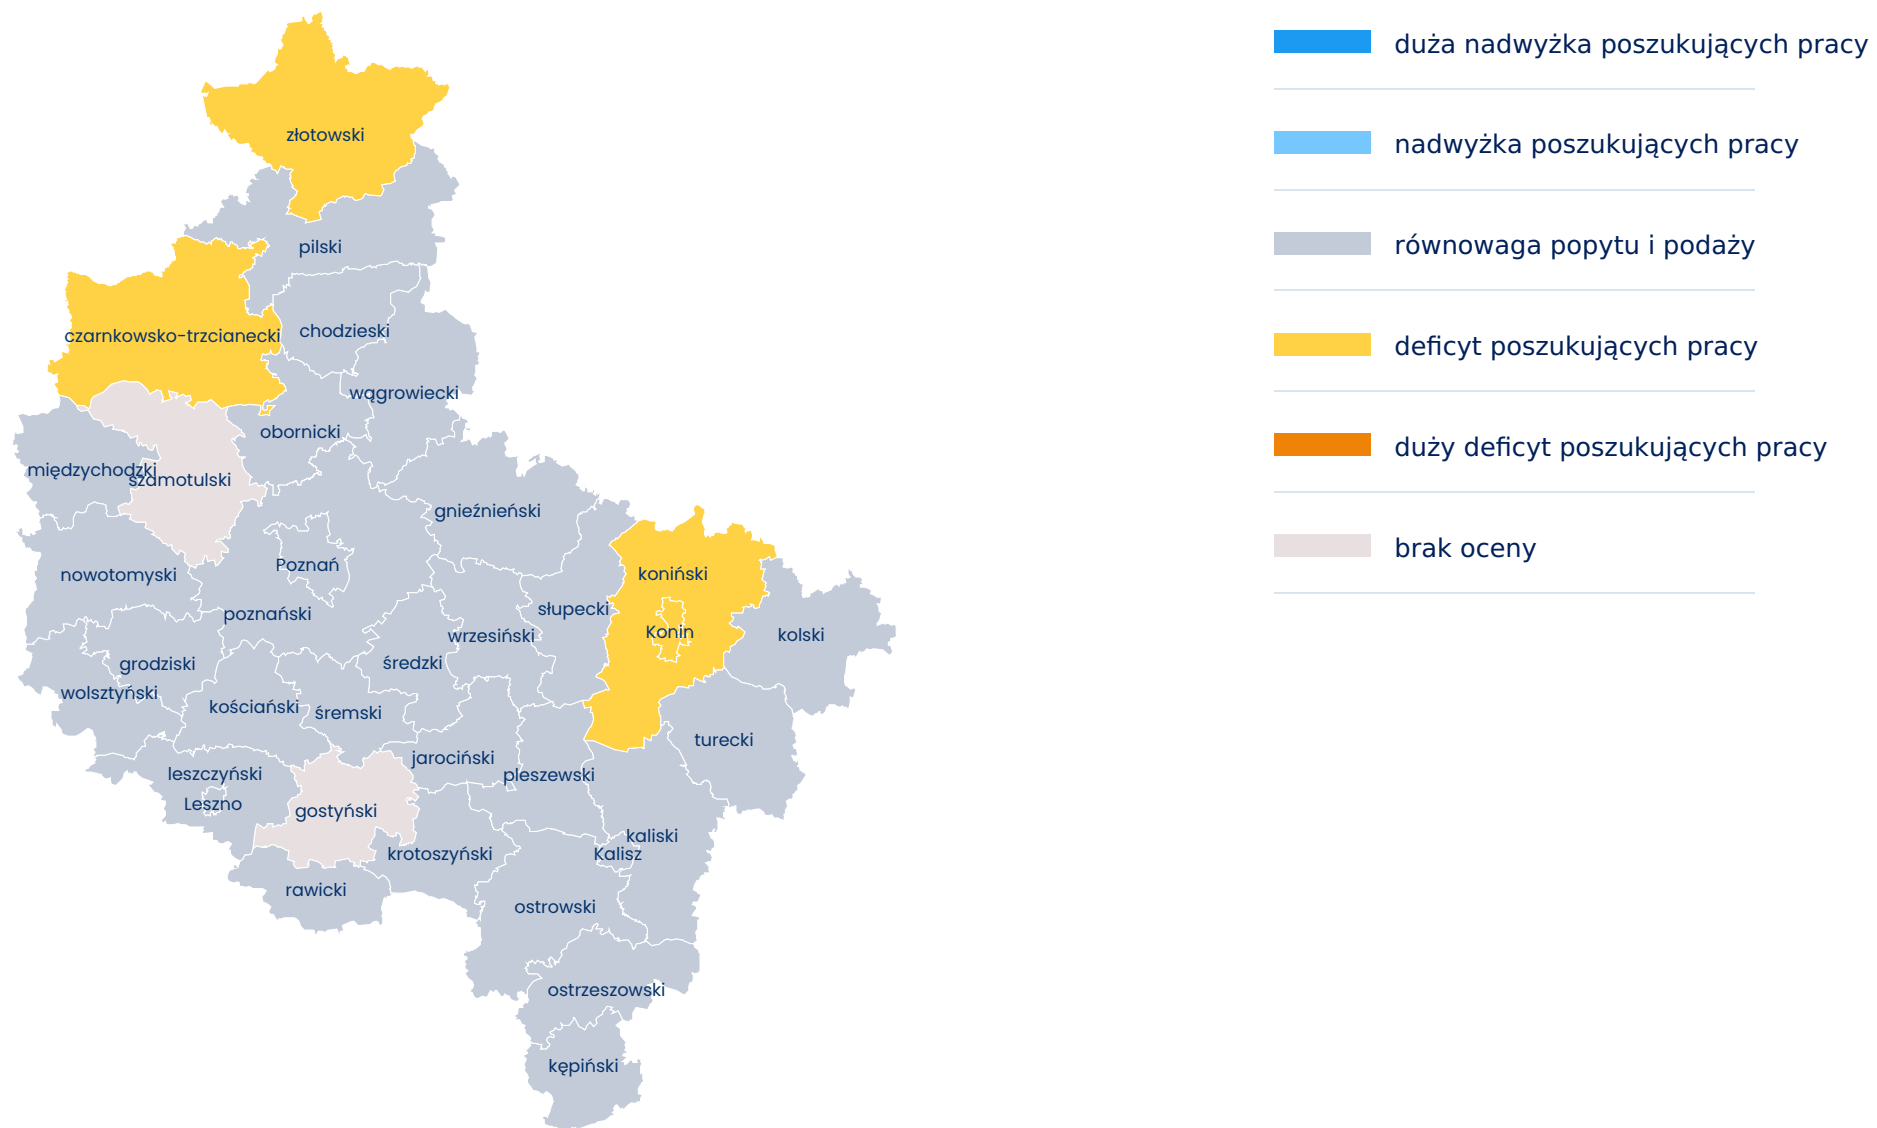 duża nadwyżka poszukujących pracy
nadwyżka poszukujących pracy
równowaga popytu i podaży
deficyt poszukujących pracy
duży deficyt poszukujących pracy
brak oceny
złotowski
pilski
chodzieski
czarnkowsko-trzcianecki
wągrowiecki
obornicki
międzychodzki
szamotulski
gnieźnieński
Poznań
nowotomyski
koniński
słupecki
poznański
Konin
wrzesiński
kolski
grodziski
średzki
wolsztyński
kościański
śremski
turecki
jarociński
leszczyński
pleszewski
Leszno
gostyński
kaliski
krotoszyński
Kalisz
rawicki
ostrowski
ostrzeszowski
kępiński